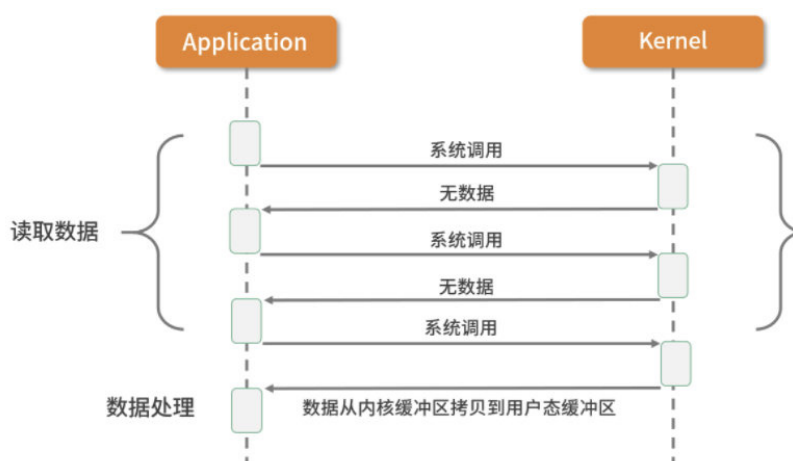 Application
Kernel
系统调用
无数据
读取数据
系统调用
无数据
系统调用
数据处理
数据从内核缓冲区拷贝到用户态缓冲区